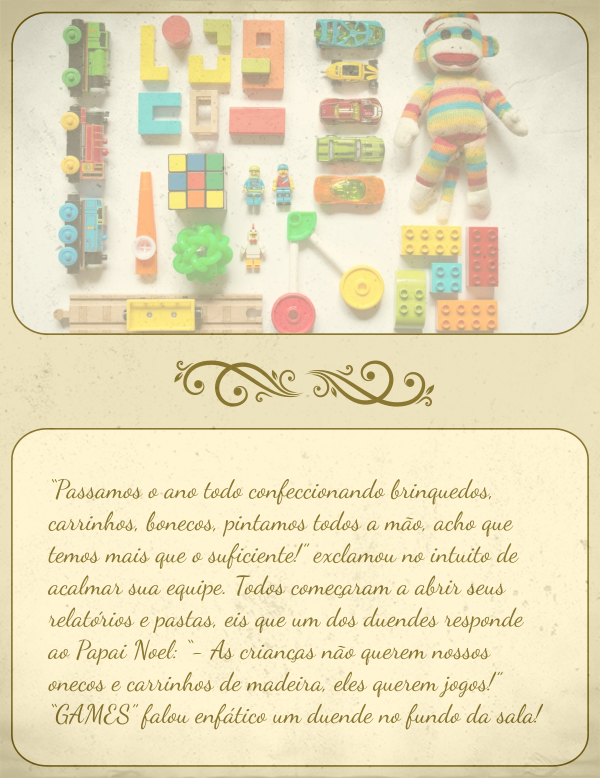 “Passamos o ano todo confeccionando brinquedos,
carrinhos, bonecos, pintamos todos a mão, acho que
temos mais que o suficiente!” exclamou no intuito de
acalmar sua equipe. Todos começaram a abrir seus
relatórios e pastas, eis que um dos duendes responde
ao Papai Noel: “- As crianças não querem nossos
onecos e carrinhos de madeira, eles querem jogos!”
“GAMES” falou enfático um duende no fundo da sala!